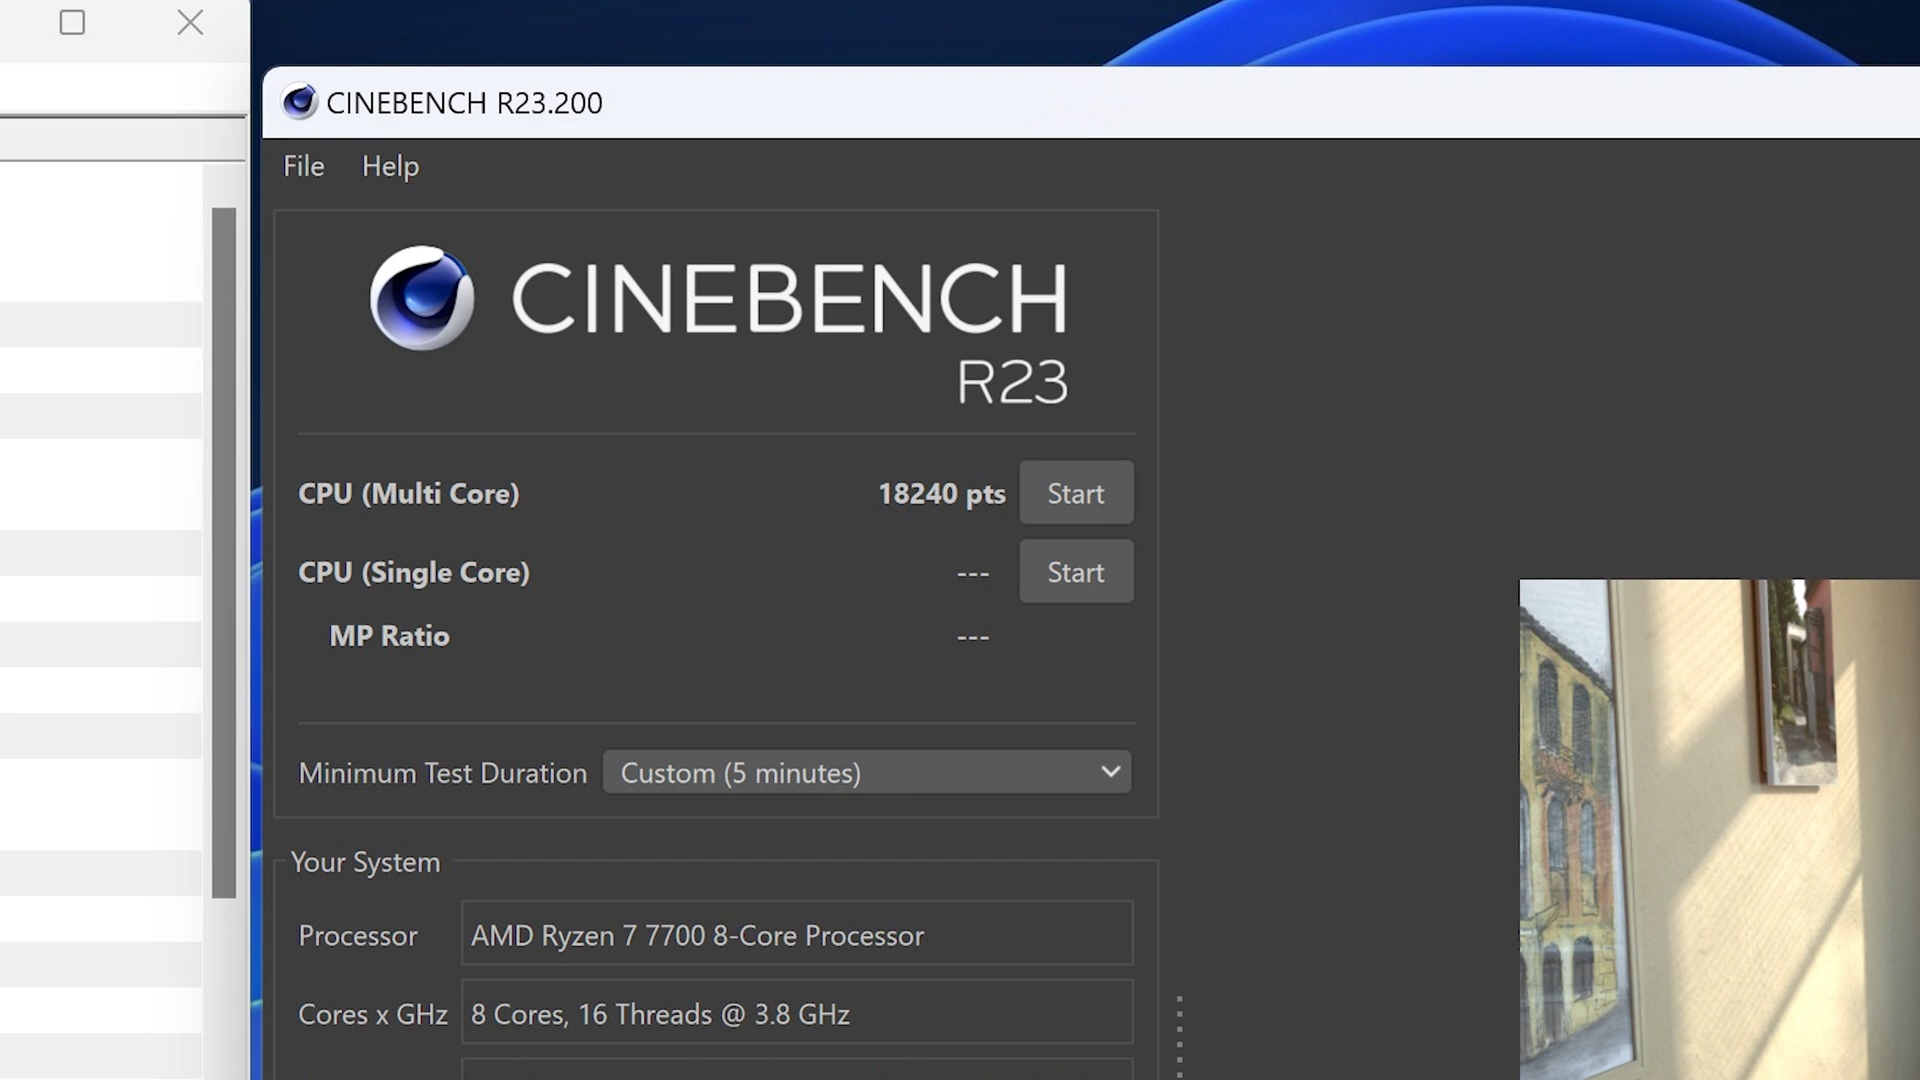 CINEBENCH R23.200
File Help
CINEBENCH
R23
CPU (Multi Core) 18240 pts Start
CPU (Single Core) --- Start
MP Ratio ---
Minimum Test Duration Custom (5 minutes)
Your System
Processor AMD Ryzen 7 7700 8-Core Processor
Cores x GHz 8 Cores, 16 Threads @ 3.8 GHz